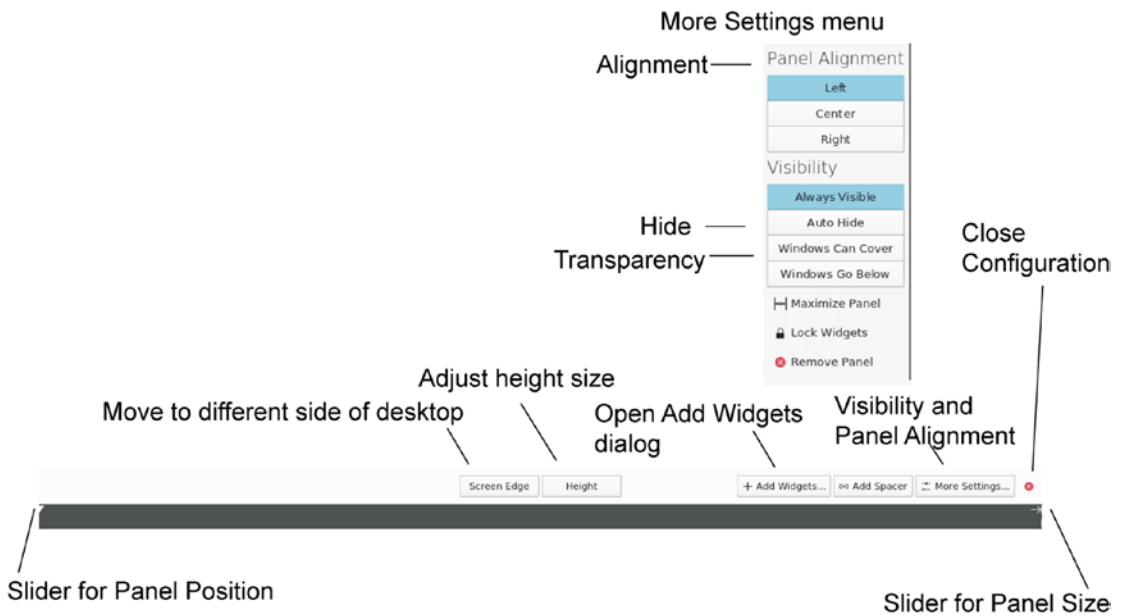 More Settings menu
Alignment
Panel Alignment
Left
Center
Right
Visibility
Always Visible
Hide
Auto Hide
Transparency
Windows Can Cover
Windows Go Below
Maximize Panel
Lock Widgets
Remove Panel
Close
Configuration
Adjust height size
Move to different side of desktop
Open Add Widgets
dialog
Visibility and
Panel Alignment
Screen Edge
Height
+ Add Widgets...
Add Spacer
More Settings...
Slider for Panel Position
Slider for Panel Size